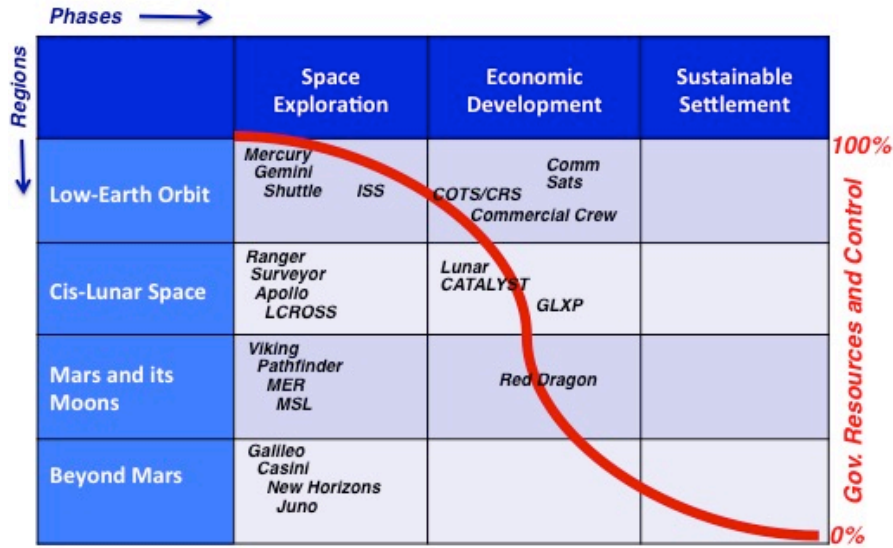 Phases
Regions
Space
Exploration
Economic
Development
Sustainable
Settlement
Low-Earth Orbit
Mercury
Gemini
Shuttle
ISS
COTS/CRS
Comm
Sats
Commercial Crew
Cis-Lunar Space
Ranger
Surveyor
Apollo
LCROSS
Lunar
CATALYST
GLXP
Mars and its
Moons
Viking
Pathfinder
MER
MSL
Red Dragon
Beyond Mars
Galileo
Casini
New Horizons
Juno
100%
Gov. Resources and Control
0%